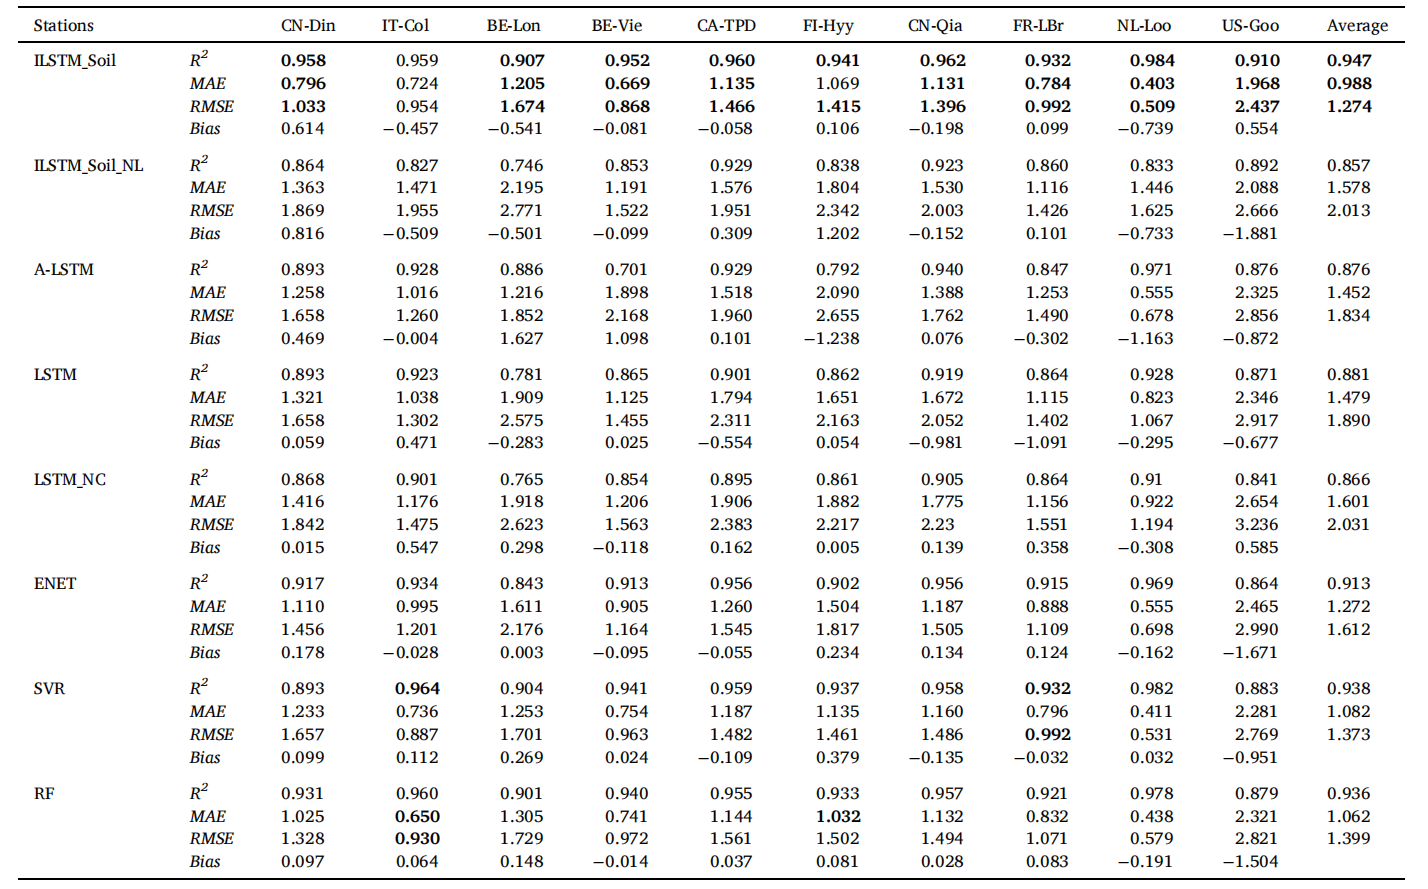 Stations CN-Din IT-Col BE-Lon BE-Vie CA-TPD FI-Hyy CN-Qia FR-LBr NL-Loo US-Goo Average
ILSTM_Soil R² 0.958 0.959 0.907 0.952 0.960 0.941 0.962 0.932 0.984 0.910 0.947
MAE 0.796 0.724 1.205 0.669 1.135 1.069 1.131 0.784 0.403 1.968 0.988
RMSE 1.033 0.954 1.674 0.868 1.466 1.415 1.396 0.992 0.509 2.437 1.274
Bias 0.614 −0.457 −0.541 −0.081 −0.058 0.106 −0.198 0.099 −0.739 0.554
ILSTM_Soil_NL R² 0.864 0.827 0.746 0.853 0.929 0.838 0.923 0.860 0.833 0.892 0.857
MAE 1.363 1.471 2.195 1.191 1.576 1.804 1.530 1.116 1.446 2.088 1.578
RMSE 1.869 1.955 2.771 1.522 1.951 2.342 2.003 1.426 1.625 2.666 2.013
Bias 0.816 −0.509 −0.501 −0.099 0.309 1.202 −0.152 0.101 −0.733 −1.881
A-LSTM R² 0.893 0.928 0.886 0.701 0.929 0.792 0.940 0.847 0.971 0.876 0.876
MAE 1.258 1.016 1.216 1.898 1.518 2.090 1.388 1.253 0.555 2.325 1.452
RMSE 1.658 1.260 1.852 2.168 1.960 2.655 1.762 1.490 0.678 2.856 1.834
Bias 0.469 −0.004 1.627 1.098 0.101 −1.238 0.076 −0.302 −1.163 −0.872
LSTM R² 0.893 0.923 0.781 0.865 0.901 0.862 0.919 0.864 0.928 0.871 0.881
MAE 1.321 1.038 1.909 1.125 1.794 1.651 1.672 1.115 0.823 2.346 1.479
RMSE 1.658 1.302 2.575 1.455 2.311 2.163 2.052 1.402 1.067 2.917 1.890
Bias 0.059 0.471 −0.283 0.025 −0.554 0.054 −0.981 −1.091 −0.295 −0.677
LSTM_NC R² 0.868 0.901 0.765 0.854 0.895 0.861 0.905 0.864 0.91 0.841 0.866
MAE 1.416 1.176 1.918 1.206 1.906 1.882 1.775 1.156 0.922 2.654 1.601
RMSE 1.842 1.475 2.623 1.563 2.383 2.217 2.23 1.551 1.194 3.236 2.031
Bias 0.015 0.547 0.298 −0.118 0.162 0.005 0.139 0.358 −0.308 0.585
ENET R² 0.917 0.934 0.843 0.913 0.956 0.902 0.956 0.915 0.969 0.864 0.913
MAE 1.110 0.995 1.611 0.905 1.260 1.504 1.187 0.888 0.555 2.465 1.272
RMSE 1.456 1.201 2.176 1.164 1.545 1.817 1.505 1.109 0.698 2.990 1.612
Bias 0.178 −0.028 0.003 −0.095 −0.055 0.234 0.134 0.124 −0.162 −1.671
SVR R² 0.893 0.964 0.904 0.941 0.959 0.937 0.958 0.932 0.982 0.883 0.938
MAE 1.233 0.736 1.253 0.754 1.187 1.135 1.160 0.796 0.411 2.281 1.082
RMSE 1.657 0.887 1.701 0.963 1.482 1.461 1.486 0.992 0.531 2.769 1.373
Bias 0.099 0.112 0.269 0.024 −0.109 0.379 −0.135 −0.032 0.032 −0.951
RF R² 0.931 0.960 0.901 0.940 0.955 0.933 0.957 0.921 0.978 0.879 0.936
MAE 1.025 0.650 1.305 0.741 1.144 1.032 1.132 0.832 0.438 2.321 1.062
RMSE 1.328 0.930 1.729 0.972 1.561 1.502 1.494 1.071 0.579 2.821 1.399
Bias 0.097 0.064 0.148 −0.014 0.037 0.081 0.028 0.083 −0.191 −1.504